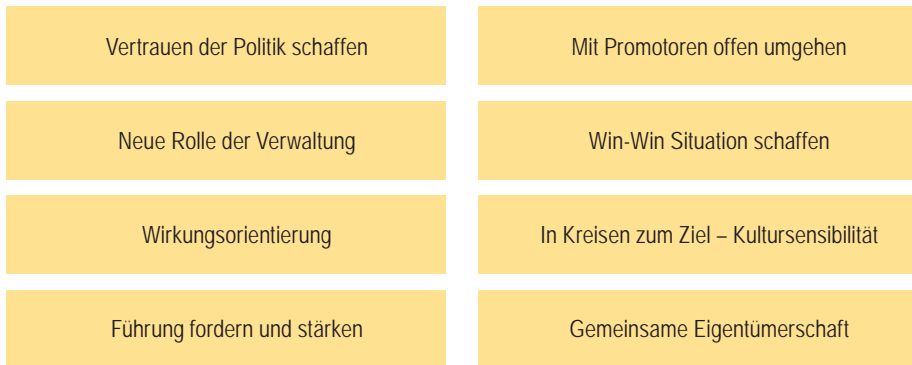 Vertrauen der Politik schaffen
Mit Promotoren offen umgehen
Neue Rolle der Verwaltung
Win-Win Situation schaffen
Wirkungsorientierung
In Kreisen zum Ziel – Kultursensibilität
Führung fordern und stärken
Gemeinsame Eigentümerschaft